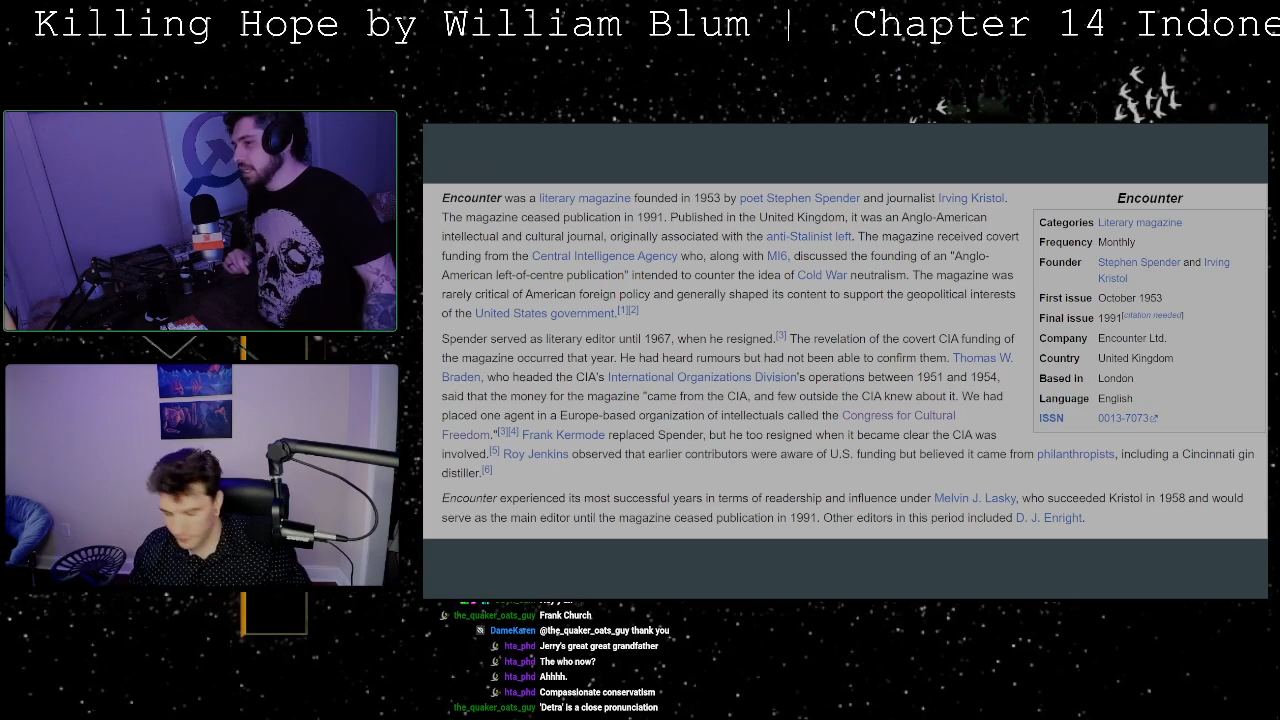 Killing Hope by William Blum | Chapter 14 Indone
Encounter was a literary magazine founded in 1953 by poet Stephen Spender and journalist Irving Kristol.
The magazine ceased publication in 1991. Published in the United Kingdom, it was an Anglo-American
intellectual and cultural journal, originally associated with the anti-Stalinist left. The magazine received covert
funding from the Central Intelligence Agency who, along with MI6, discussed the founding of an "Anglo-
American left-of-centre publication" intended to counter the idea of Cold War neutralism. The magazine was
rarely critical of American foreign policy and generally shaped its content to support the geopolitical interests
of the United States government.[1][2]
Spender served as literary editor until 1967, when he resigned.[3] The revelation of the covert CIA funding of
the magazine occurred that year. He had heard rumours but had not been able to confirm them. Thomas W.
Braden, who headed the CIA's International Organizations Division's operations between 1951 and 1954,
said that the money for the magazine "came from the CIA, and few outside the CIA knew about it. We had
placed one agent in a Europe-based organization of intellectuals called the Congress for Cultural
Freedom."[3][4] Frank Kermode replaced Spender, but he too resigned when it became clear the CIA was
involved.[5] Roy Jenkins observed that earlier contributors were aware of U.S. funding but believed it came from philanthropists, including a Cincinnati gin
distiller.[6]
Encounter experienced its most successful years in terms of readership and influence under Melvin J. Lasky, who succeeded Kristol in 1958 and would
serve as the main editor until the magazine ceased publication in 1991. Other editors in this period included D. J. Enright.
Encounter
Categories Literary magazine
Frequency Monthly
Founder Stephen Spender and Irving
Kristol
First issue October 1953
Final issue 1991[citation needed]
Company Encounter Ltd.
Country United Kingdom
Based in London
Language English
ISSN 0013-7073
the_quaker_oats_guy Frank Church
DameKaren @the_quaker_oats_guy thank you
hta_phd Jerry's great great grandfather
hta_phd The who now?
hta_phd Ahhhh.
hta_phd Compassionate conservatism
the_quaker_oats_guy 'Detra' is a close pronunciation